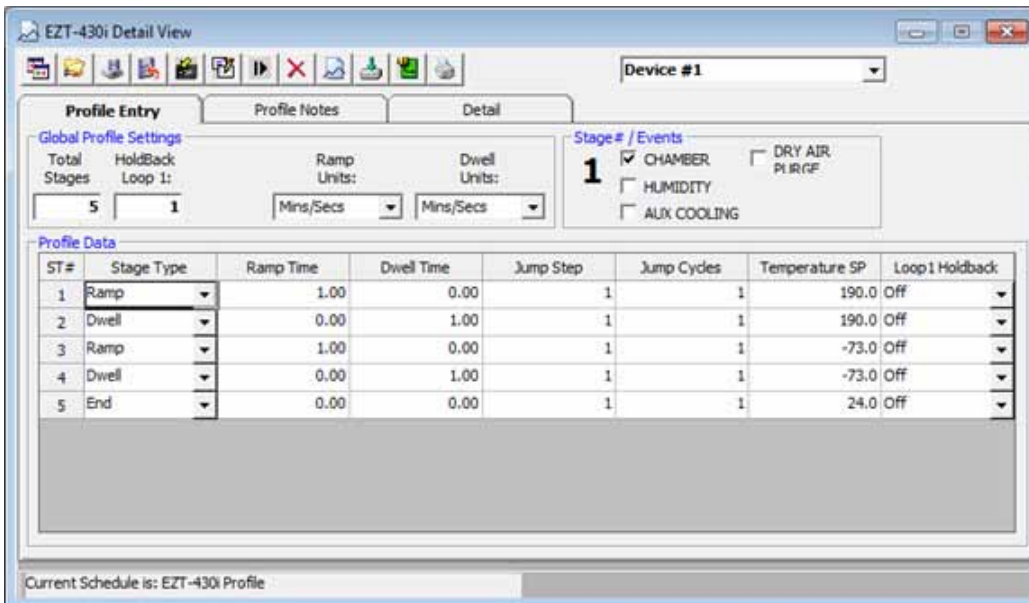 EZT-430i Detail View
Device #1
Profile Entry Profile Notes Detail
Global Profile Settings
Total Stages HoldBack Loop 1: Ramp Units: Dwell Units:
5 1 Mins/Secs Mins/Secs
Stage# / Events
1 CHAMBER DRY AIR PURGE
HUMIDITY
AUX COOLING
Profile Data
ST# Stage Type Ramp Time Dwell Time Jump Step Jump Cycles Temperature SP Loop1 Holdback
1 Ramp 1.00 0.00 1 1 190.0 Off
2 Dwell 0.00 1.00 1 1 190.0 Off
3 Ramp 1.00 0.00 1 1 -73.0 Off
4 Dwell 0.00 1.00 1 1 -73.0 Off
5 End 0.00 0.00 1 1 24.0 Off
Current Schedule is: EZT-430i Profile